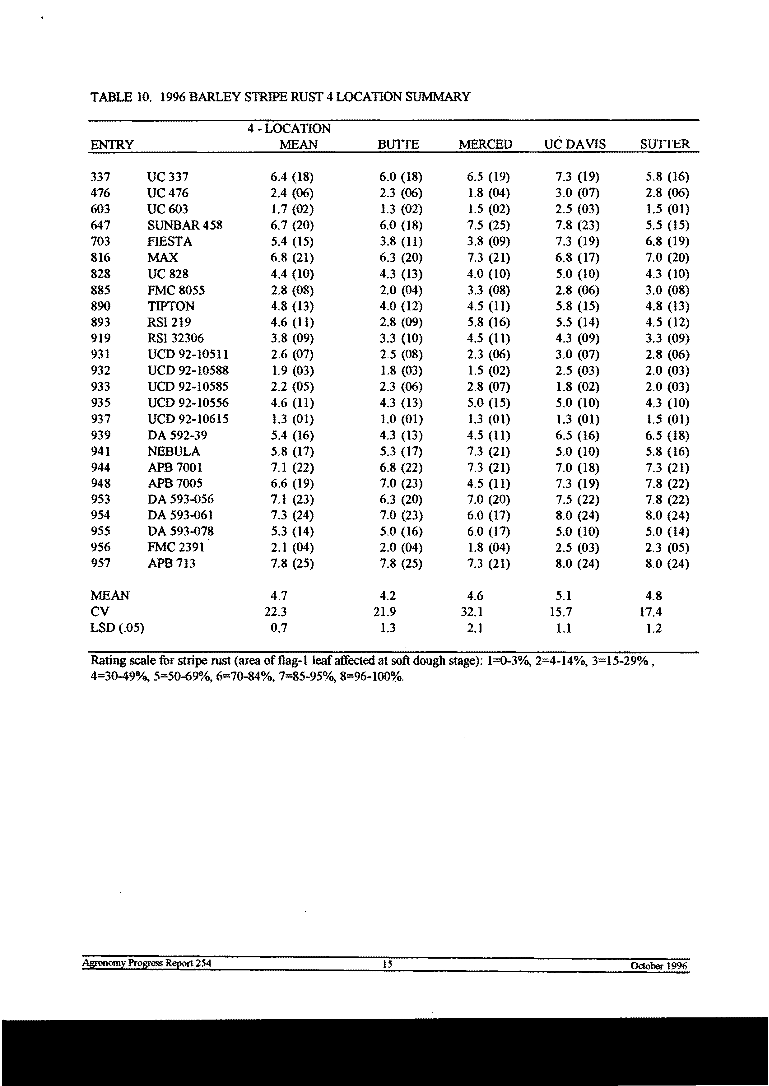 TABLE 10. 1996 BARLEY STRIPE RUST 4 LOCATION SUMMARY
4 - LOCATION
ENTRY MEAN BUTTE MERCED UC DAVIS SUTTER
337 UC 337 6.4 (18) 6.0 (18) 6.5 (19) 7.3 (19) 5.8 (16)
476 UC 476 2.4 (06) 2.3 (06) 1.8 (04) 3.0 (07) 2.8 (06)
603 UC 603 1.7 (02) 1.3 (02) 1.5 (02) 2.5 (03) 1.5 (01)
647 SUNBAR 458 6.7 (20) 6.0 (18) 7.5 (25) 7.8 (23) 5.5 (15)
703 FIESTA 5.4 (15) 3.8 (11) 3.8 (09) 7.3 (19) 6.8 (19)
816 MAX 6.8 (21) 6.3 (20) 7.3 (21) 6.8 (17) 7.0 (20)
828 UC 828 4.4 (10) 4.3 (13) 4.0 (10) 5.0 (10) 4.3 (10)
885 FMC 8055 2.8 (08) 2.0 (04) 3.3 (08) 2.8 (06) 3.0 (08)
890 TIPTON 4.8 (13) 4.0 (12) 4.5 (11) 5.8 (15) 4.8 (13)
893 RSI 219 4.6 (11) 2.8 (09) 5.8 (16) 5.5 (14) 4.5 (12)
919 RSI 32306 3.8 (09) 3.3 (10) 4.5 (11) 4.3 (09) 3.3 (09)
931 UCD 92-10511 2.6 (07) 2.5 (08) 2.3 (06) 3.0 (07) 2.8 (06)
932 UCD 92-10588 1.9 (03) 1.8 (03) 1.5 (02) 2.5 (03) 2.0 (03)
933 UCD 92-10585 2.2 (05) 2.3 (06) 2.8 (07) 1.8 (02) 2.0 (03)
935 UCD 92-10556 4.6 (11) 4.3 (13) 5.0 (15) 5.0 (10) 4.3 (10)
937 UCD 92-10615 1.3 (01) 1.0 (01) 1.3 (01) 1.3 (01) 1.5 (01)
939 DA 592-39 5.4 (16) 4.3 (13) 4.5 (11) 6.5 (16) 6.5 (18)
941 NEBULA 5.8 (17) 5.3 (17) 7.3 (21) 5.0 (10) 5.8 (16)
944 APB 7001 7.1 (22) 6.8 (22) 7.3 (21) 7.0 (18) 7.3 (21)
948 APB 7005 6.6 (19) 7.0 (23) 4.5 (11) 7.3 (19) 7.8 (22)
953 DA 593-056 7.1 (23) 6.3 (20) 7.0 (20) 7.5 (22) 7.8 (22)
954 DA 593-061 7.3 (24) 7.0 (23) 6.0 (17) 8.0 (24) 8.0 (24)
955 DA 593-078 5.3 (14) 5.0 (16) 6.0 (17) 5.0 (10) 5.0 (14)
956 FMC 2391 2.1 (04) 2.0 (04) 1.8 (04) 2.5 (03) 2.3 (05)
957 APB 713 7.8 (25) 7.8 (25) 7.3 (21) 8.0 (24) 8.0 (24)
MEAN 4.7 4.2 4.6 5.1 4.8
CV 22.3 21.9 32.1 15.7 17.4
LSD (.05) 0.7 1.3 2.1 1.1 1.2
Rating scale for stripe rust (area of flag-1 leaf affected at soft dough stage): 1=0-3%, 2=4-14%, 3=15-29% ,
4=30-49%, 5=50-69%, 6=70-84%, 7=85-95%, 8=96-100%.
Agronomy Progress Report 254 15 October 1996